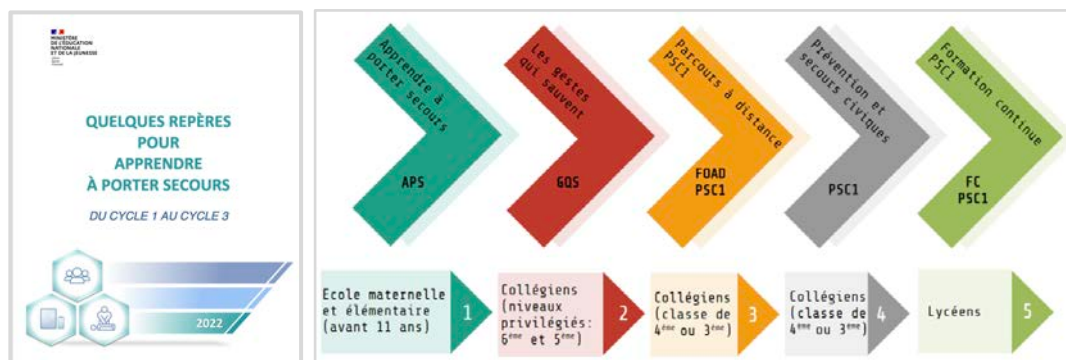 MINISTÈRE
DE L'ÉDUCATION
NATIONALE
ET DE LA JEUNESSE
QUELQUES REPÈRES
POUR
APPRENDRE
À PORTER SECOURS
DU CYCLE 1 AU CYCLE 3
2022
Apprendre à
porter secours
APS
Les gestes
qui sauvent
GQS
Parcours à distance
PSC1
FOAD
PSC1
Prévention et
secours civiques
PSC1
Formation continue
PSC1
FC
PSC1
Ecole maternelle
et élémentaire
(avant 11 ans)
1
Collégiens
(niveaux
privilégiés:
6ème et 5ème)
2
Collégiens
(classe de
4ème ou 3ème)
3
Collégiens
(classe de
4ème ou 3ème)
4
Lycéens
5